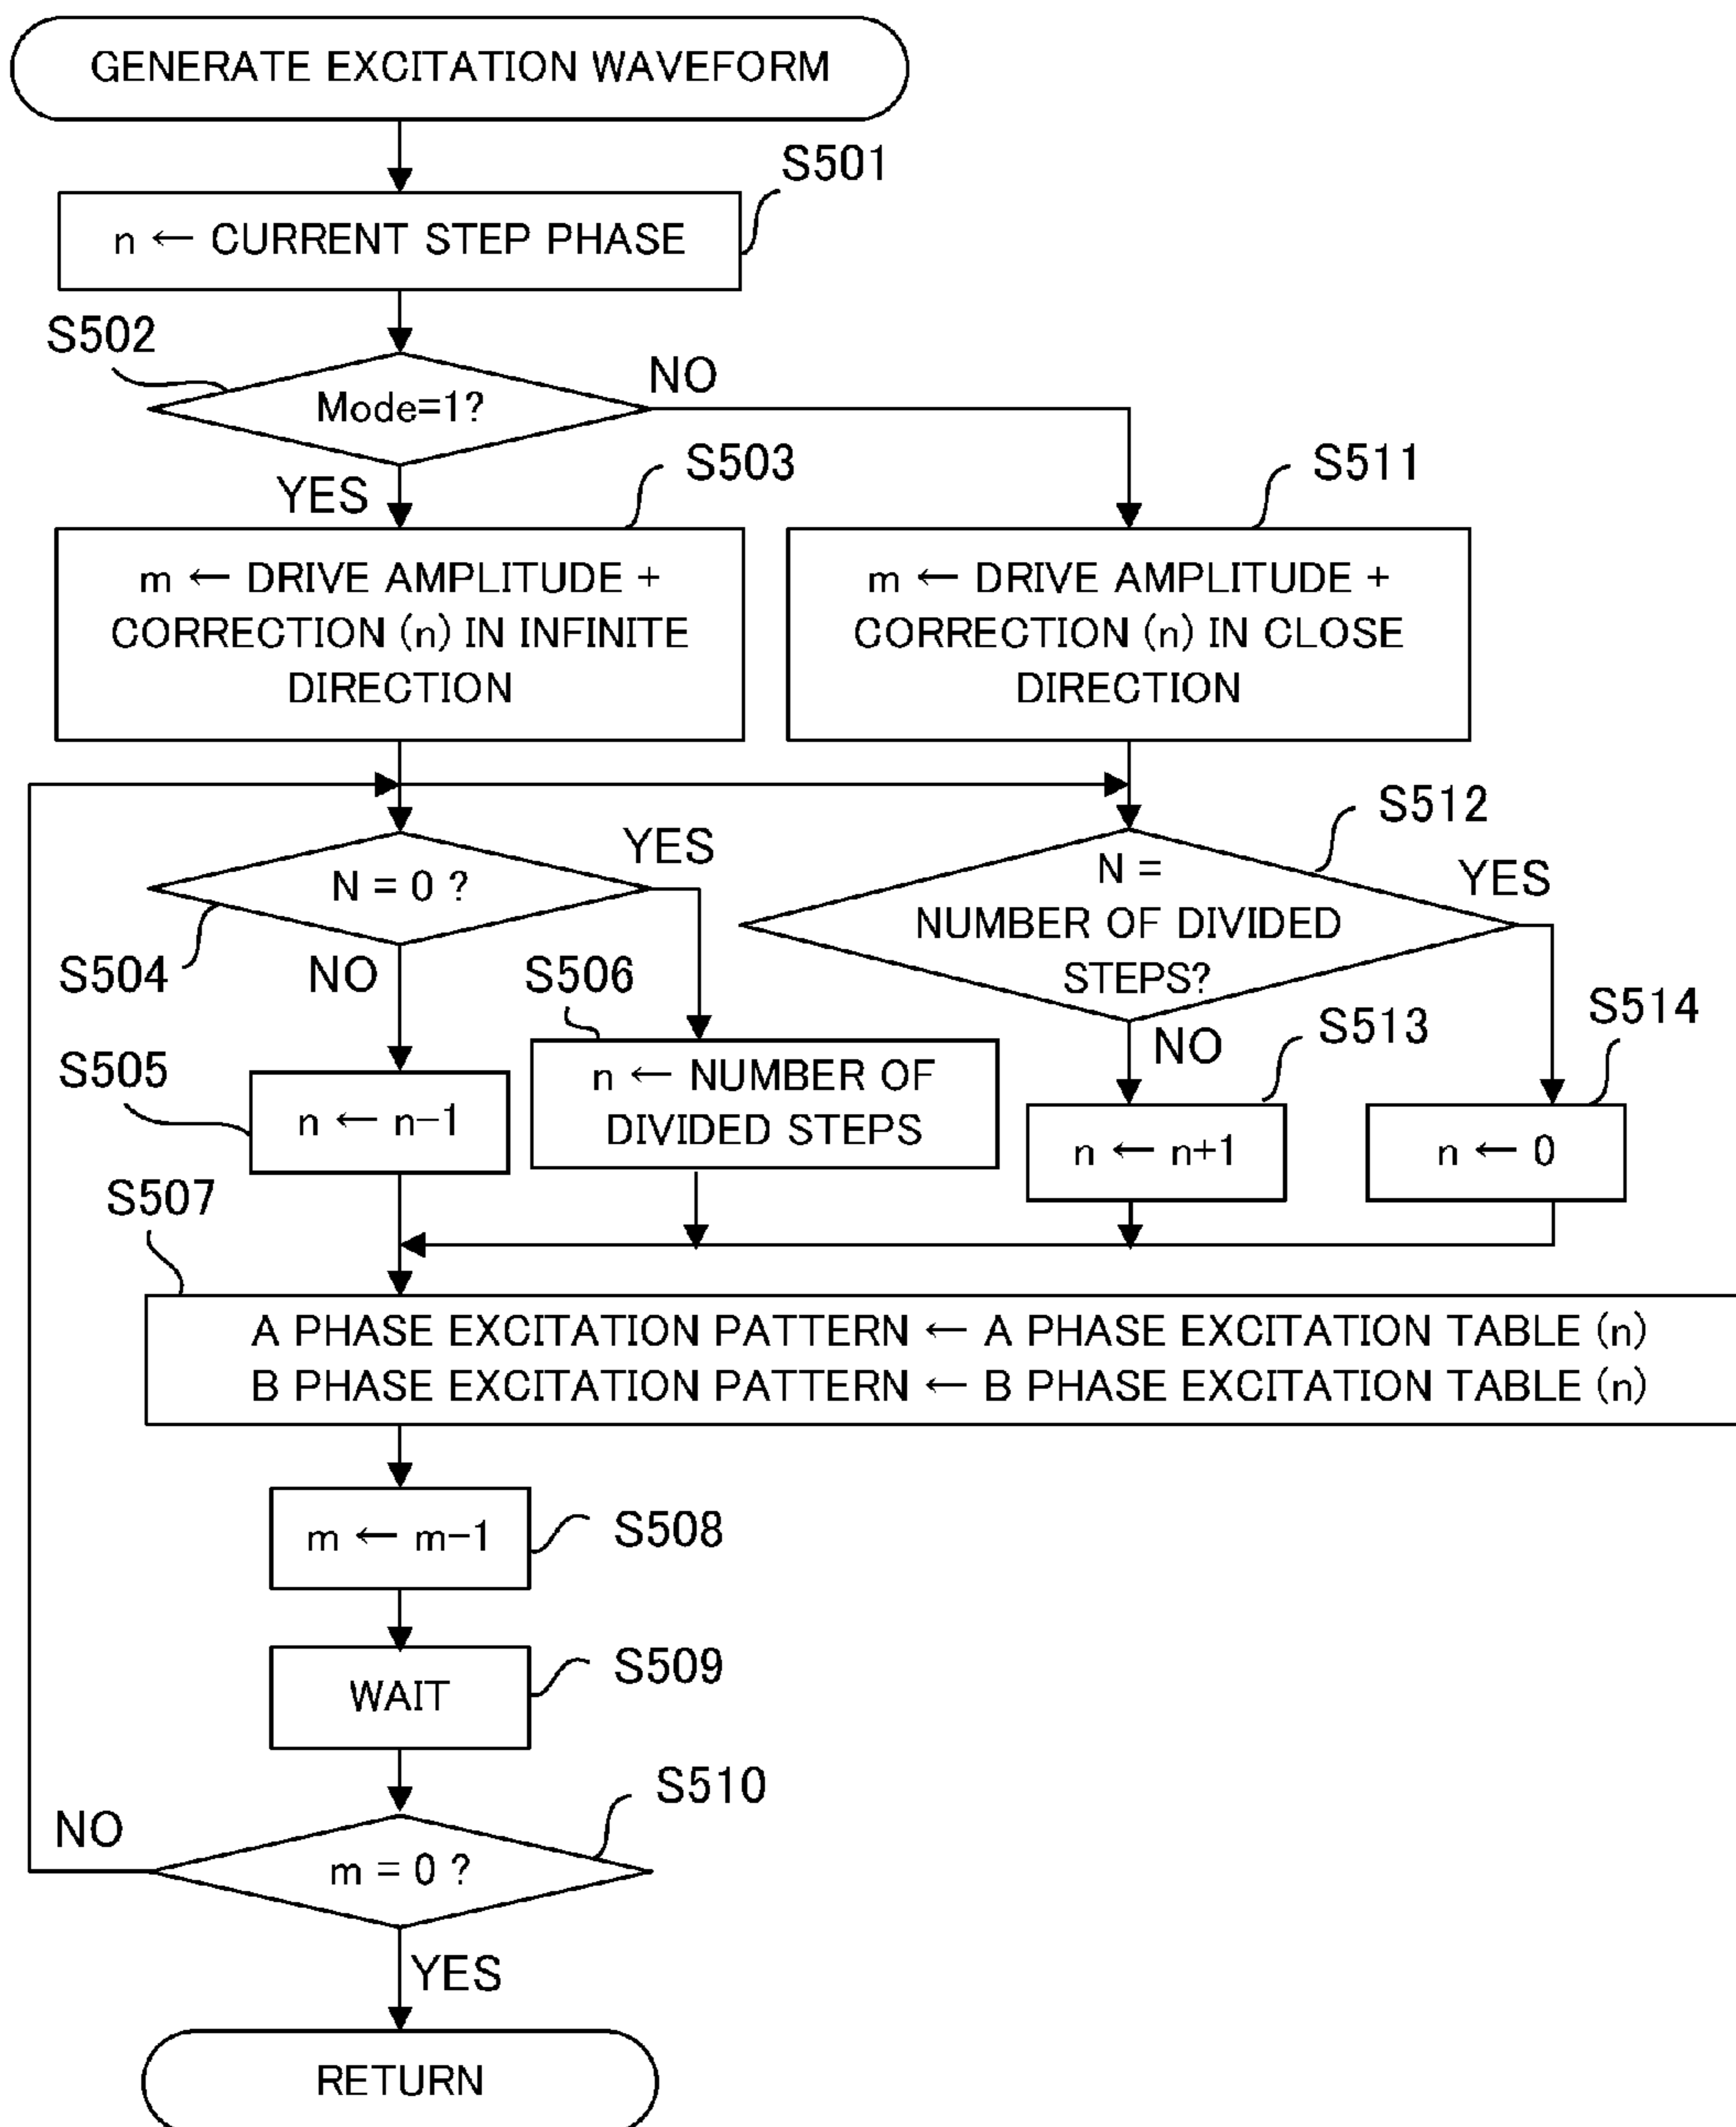 GENERATE EXCITATION WAVEFORM
S501
n ← CURRENT STEP PHASE
S502
Mode=1?
NO
YES
S503
m ← DRIVE AMPLITUDE +
CORRECTION (n) IN INFINITE
DIRECTION
S511
m ← DRIVE AMPLITUDE +
CORRECTION (n) IN CLOSE
DIRECTION
S504
N = 0 ?
YES
NO
S512
N =
NUMBER OF DIVIDED
STEPS?
YES
NO
S505
n ← n-1
S506
n ← NUMBER OF
DIVIDED STEPS
S513
n ← n+1
S514
n ← 0
S507
A PHASE EXCITATION PATTERN ← A PHASE EXCITATION TABLE (n)
B PHASE EXCITATION PATTERN ← B PHASE EXCITATION TABLE (n)
m ← m-1
S508
WAIT
S509
S510
NO
m = 0 ?
YES
RETURN